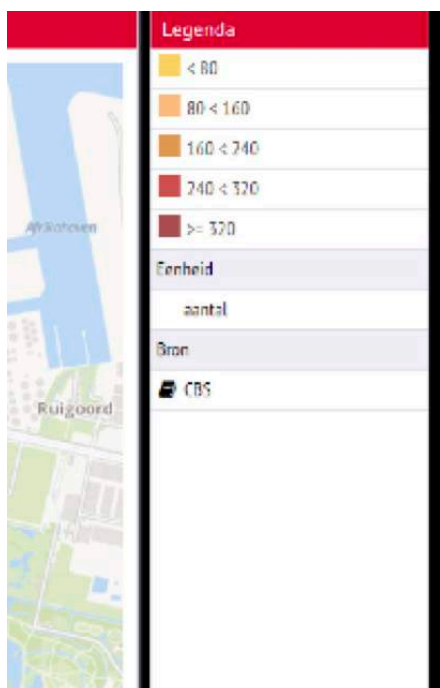 Legenda
< 80
80 < 160
160 < 240
240 < 320
>= 320
Afrikahaven
Eenheid
aantal
Bron
CBS
Ruigoord